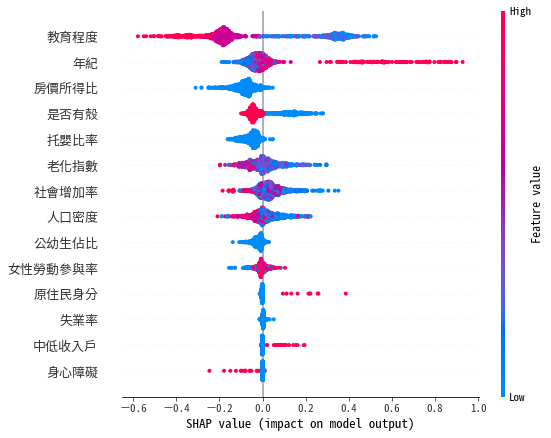 High
教育程度
年紀
房價所得比
是否有殼
托嬰比率
老化指數
社會增加率
人口密度
公幼生佔比
女性勞動參與率
原住民身分
失業率
中低收入戶
身心障礙
Feature value
Low
−0.6 −0.4 −0.2 0.0 0.2 0.4 0.6 0.8 1.0
SHAP value (impact on model output)